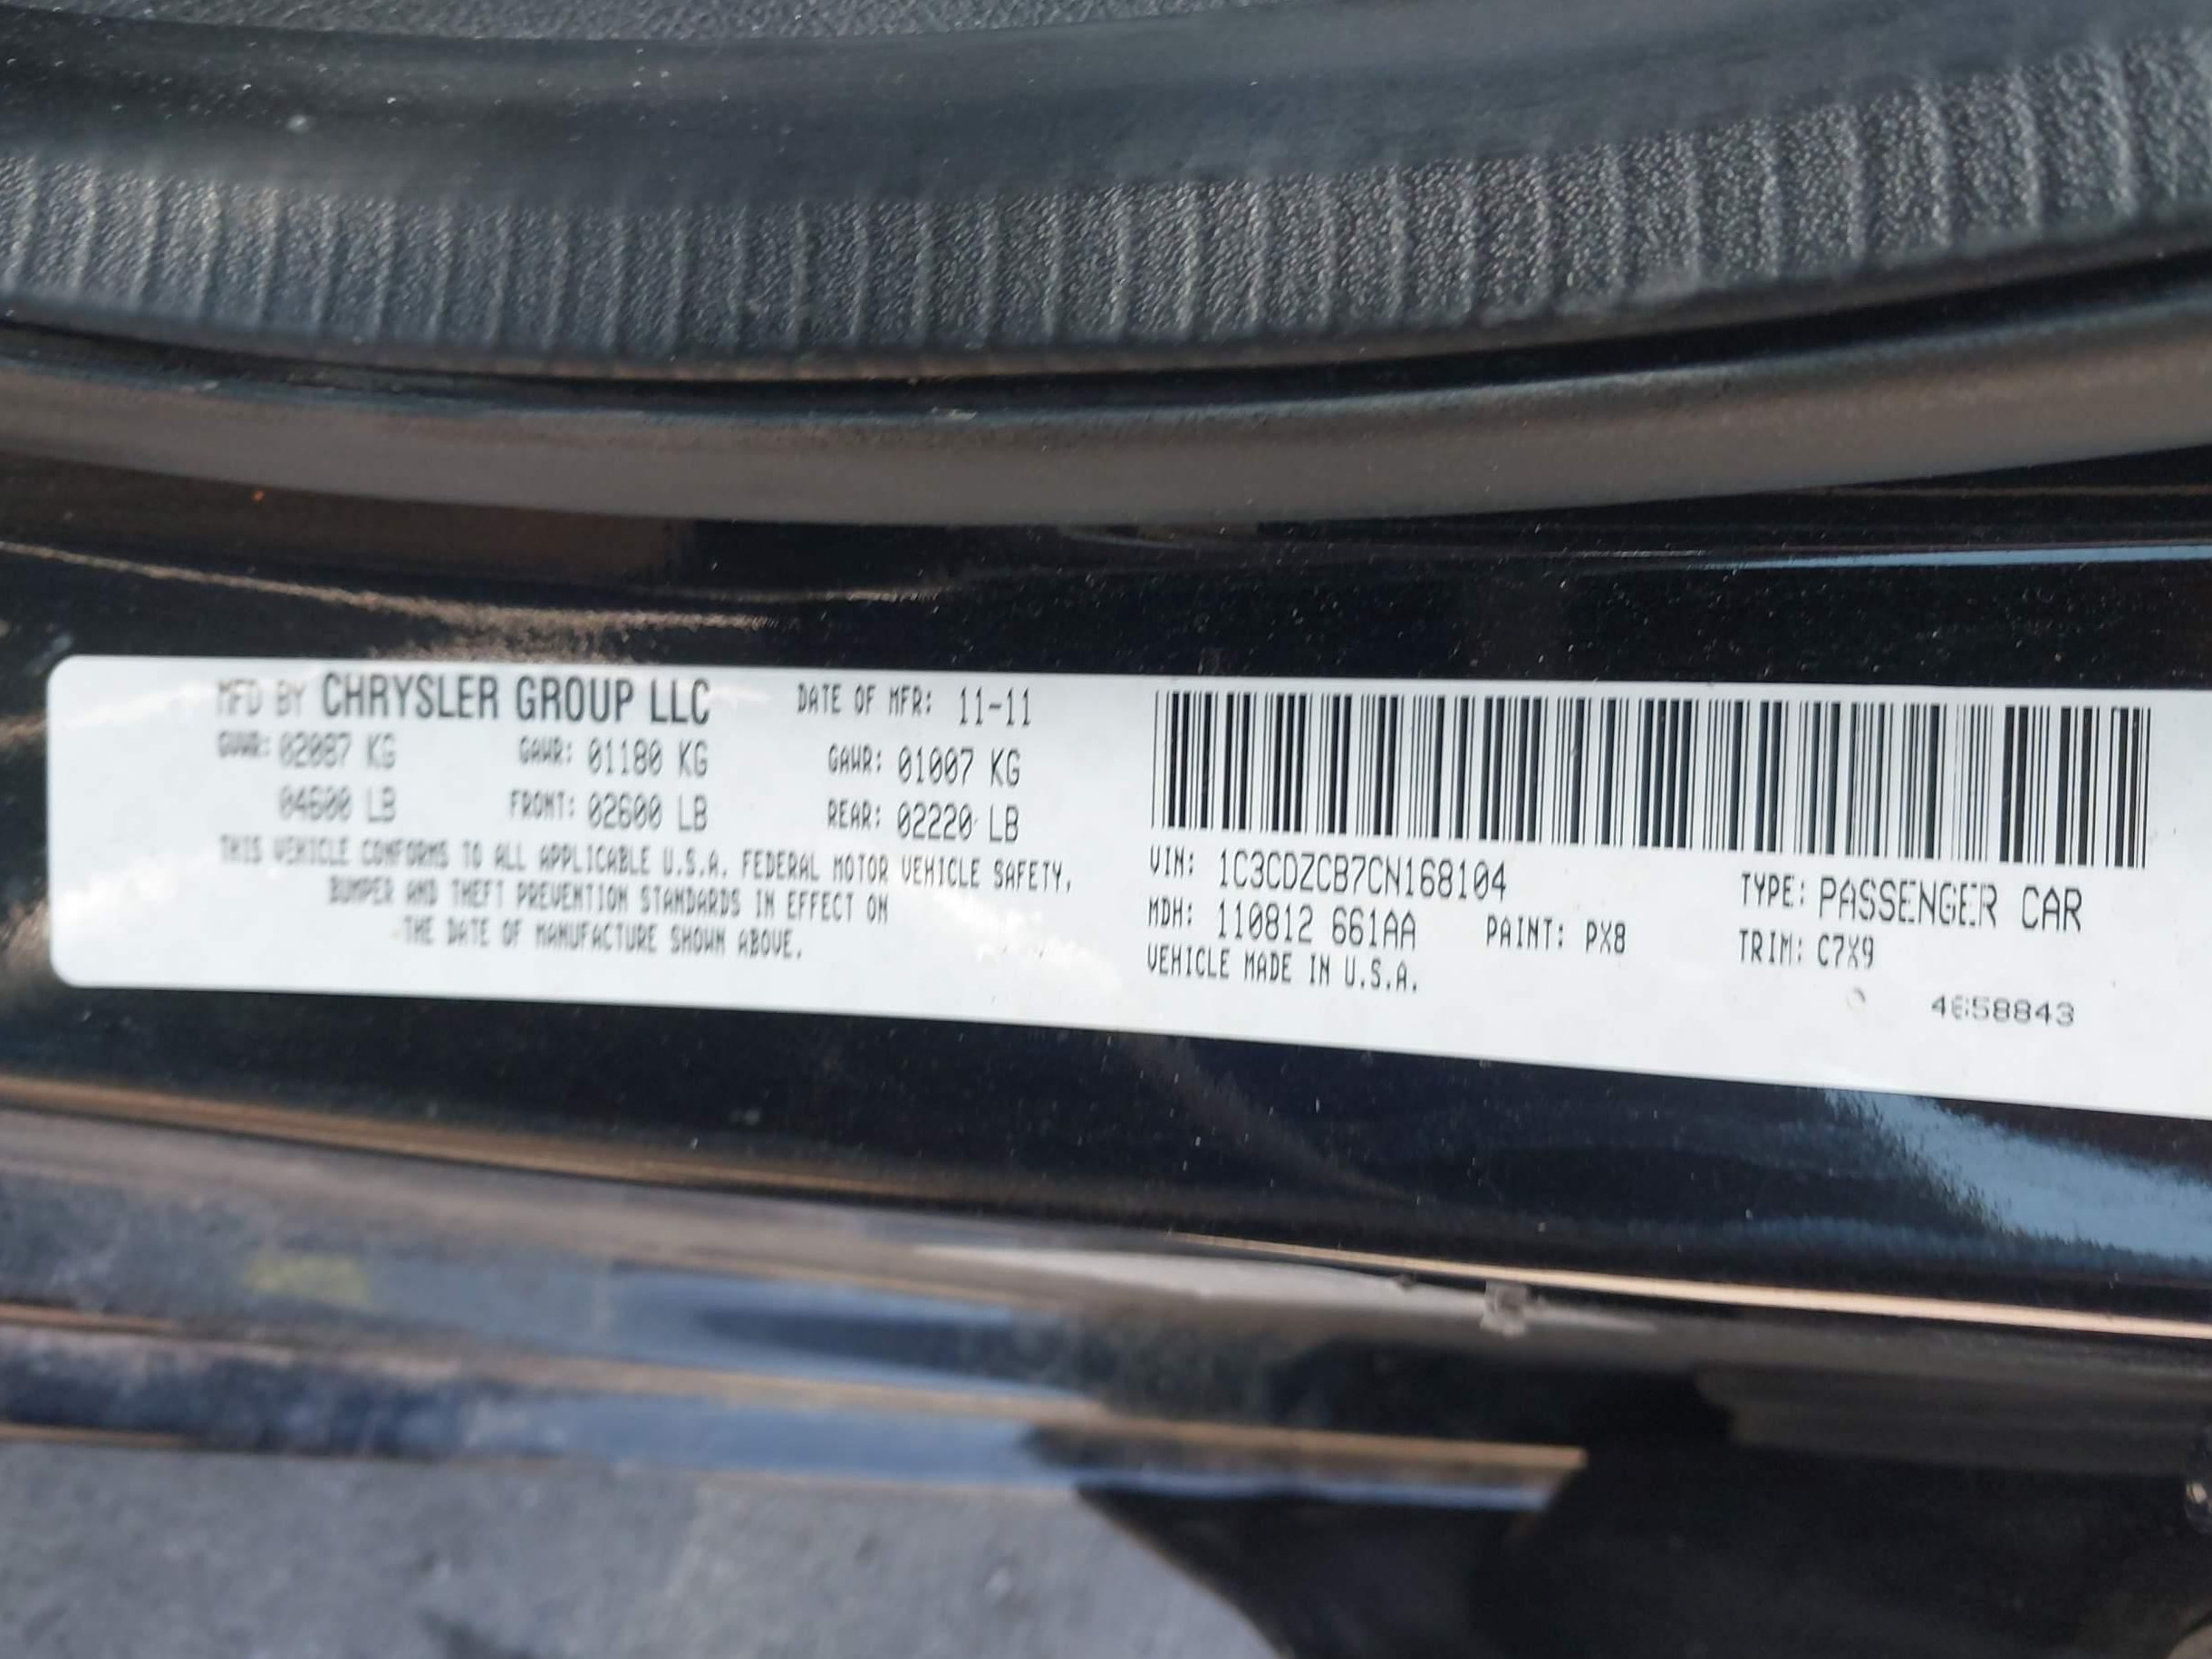 MFD BY CHRYSLER GROUP LLC DATE OF MFR: 11-11
GVWR: 02087 KG GAWR: 01180 KG GAWR: 01007 KG
04600 LB FRONT: 02600 LB REAR: 02220 LB
THIS VEHICLE CONFORMS TO ALL APPLICABLE U.S.A. FEDERAL MOTOR VEHICLE SAFETY,
BUMPER AND THEFT PREVENTION STANDARDS IN EFFECT ON
THE DATE OF MANUFACTURE SHOWN ABOVE.
VIN: 1C3CDZCB7CN168104 TYPE: PASSENGER CAR
MDH: 110812 661AA PAINT: PX8 TRIM: C7X9
VEHICLE MADE IN U.S.A.
4658843